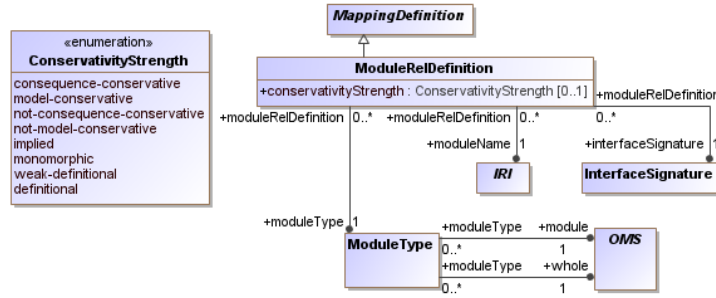 MappingDefinition
«enumeration»
ConservativityStrength
consequence-conservative
model-conservative
not-consequence-conservative
not-model-conservative
implied
monomorphic
weak-definitional
definitional
ModuleRelDefinition
+conservativityStrength : ConservativityStrength [0..1]
+moduleRelDefinition 0..*
+moduleRelDefinition 0..*
+moduleRelDefinition
0..*
+moduleName 1
+interfaceSignature 1
IRI
InterfaceSignature
+moduleType 1
ModuleType
+moduleType +module
0..* 1
+moduleType +whole
0..* 1
OMS